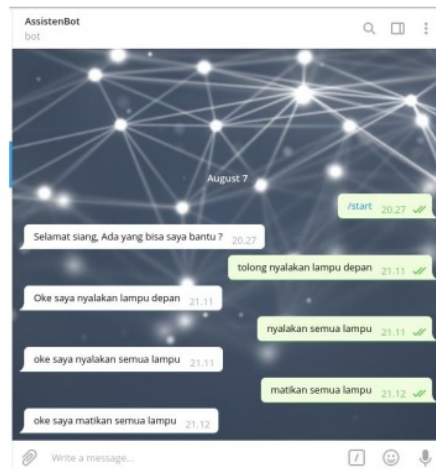 AssistenBot
bot
August 7
/start 20.27
Selamat siang, Ada yang bisa saya bantu ? 20.27
tolong nyalakan lampu depan 21.11
Oke saya nyalakan lampu depan 21.11
nyalakan semua lampu 21.11
oke saya nyalakan semua lampu 21.11
matikan semua lampu 21.12
oke saya matikan semua lampu 21.12
Write a message...